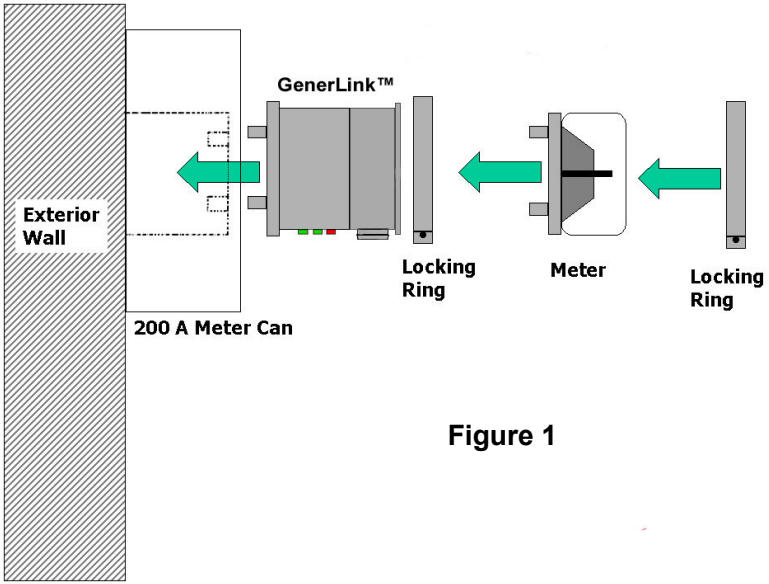 GenerLink™
Exterior
Wall
Locking
Ring
Meter
Locking
Ring
200 A Meter Can
Figure 1